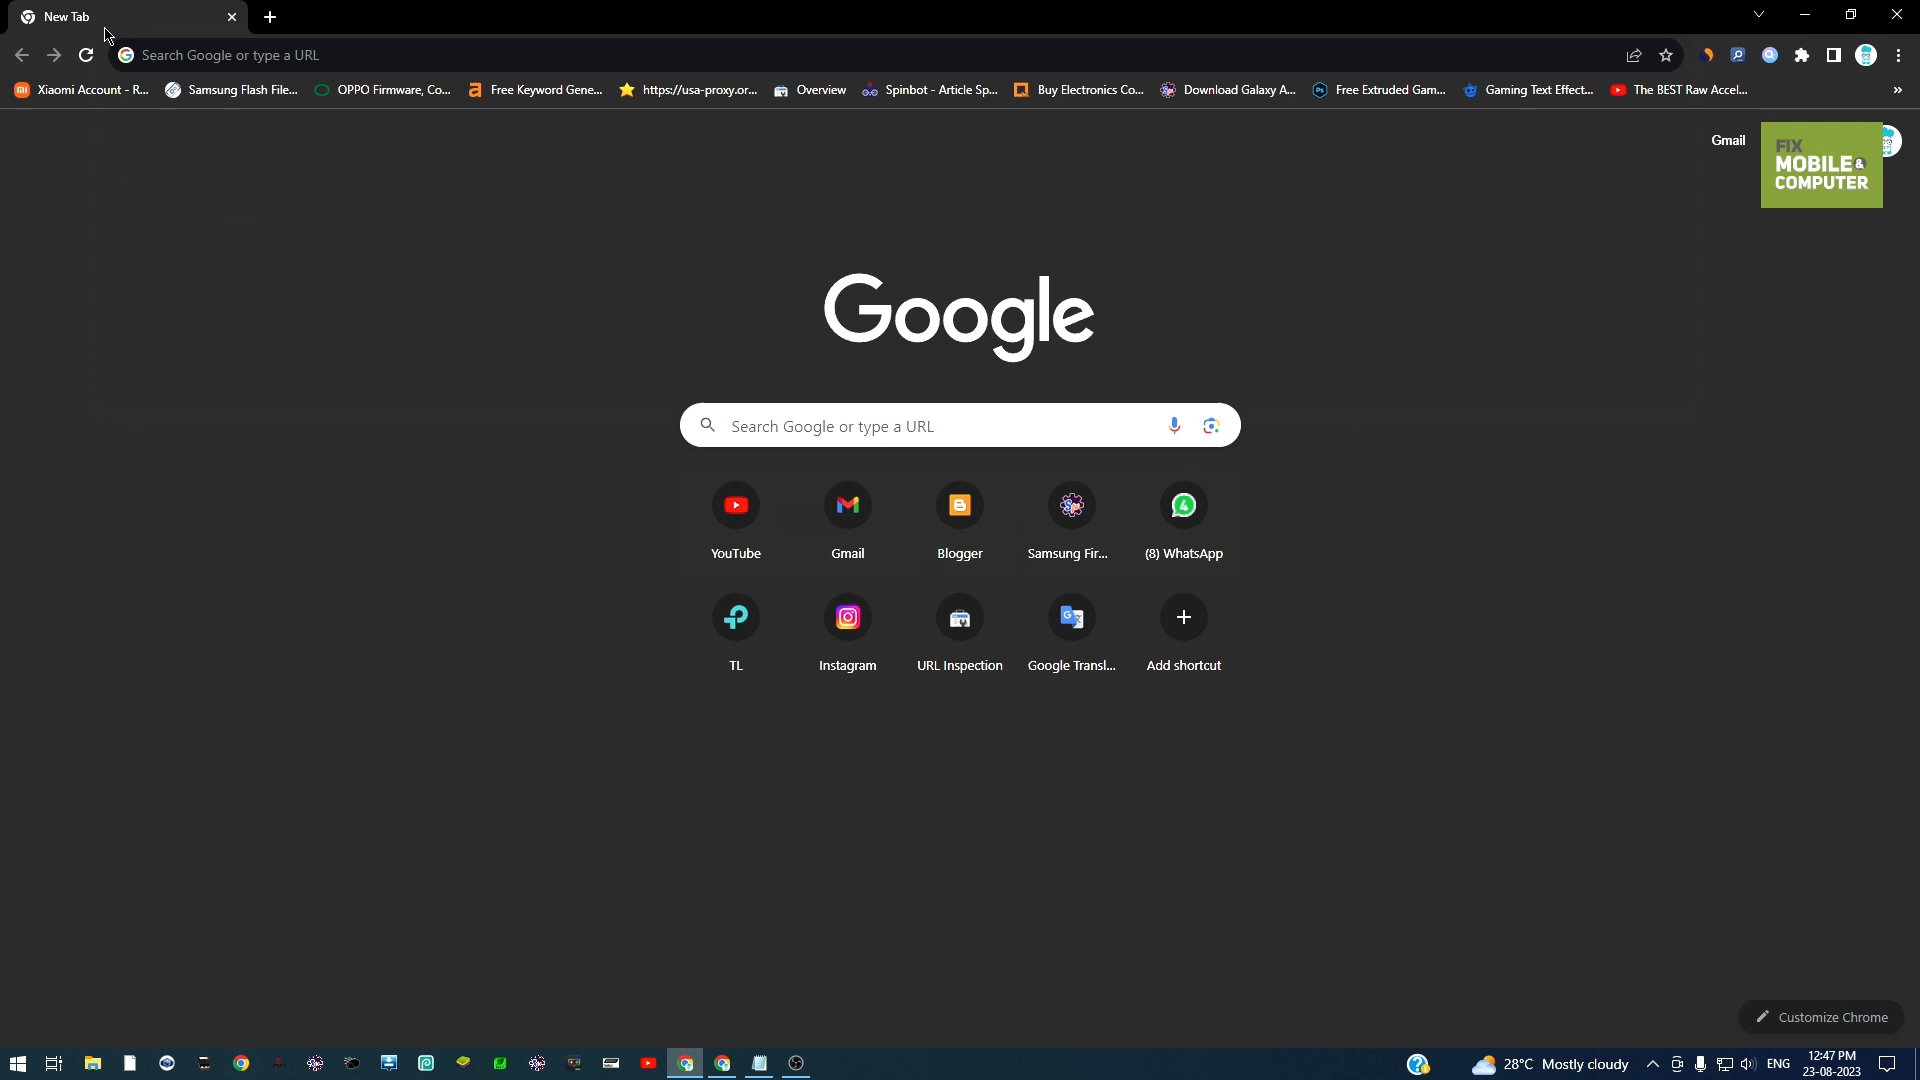 New Tab
Search Google or type a URL
Xiaomi Account - R... Samsung Flash File... OPPO Firmware, Co... Free Keyword Gene... https://usa-proxy.or... Overview Spinbot - Article Sp... Buy Electronics Co... Download Galaxy A... Free Extruded Gam... Gaming Text Effect... The BEST Raw Accel... »
Gmail
FIX
MOBILE &
COMPUTER
Google
Search Google or type a URL
YouTube Gmail Blogger Samsung Fir... (8) WhatsApp
TL Instagram URL Inspection Google Transl... Add shortcut
Customize Chrome
28°C Mostly cloudy ENG 12:47 PM
23-08-2023